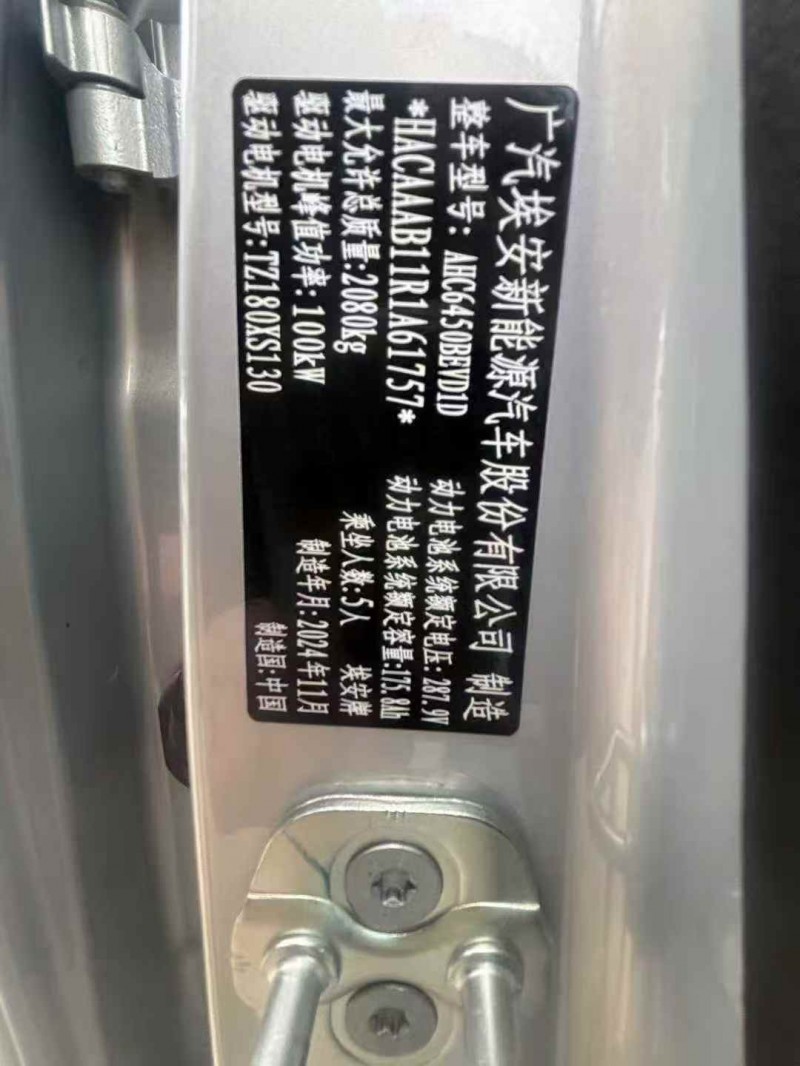 广汽埃安新能源汽车股份有限公司 制造
整车型号: AHC6450BEVD1D 动力电池系统额定电压: 287.9V
*HACAAAB11R1A61757* 动力电池系统额定容量:175.8Ah
最大允许总质量:2080kg 乘坐人数:5人 埃安牌
驱动电机峰值功率:100kW 制造年月:2024年11月
驱动电机型号:TZ180XS130 制造国:中国